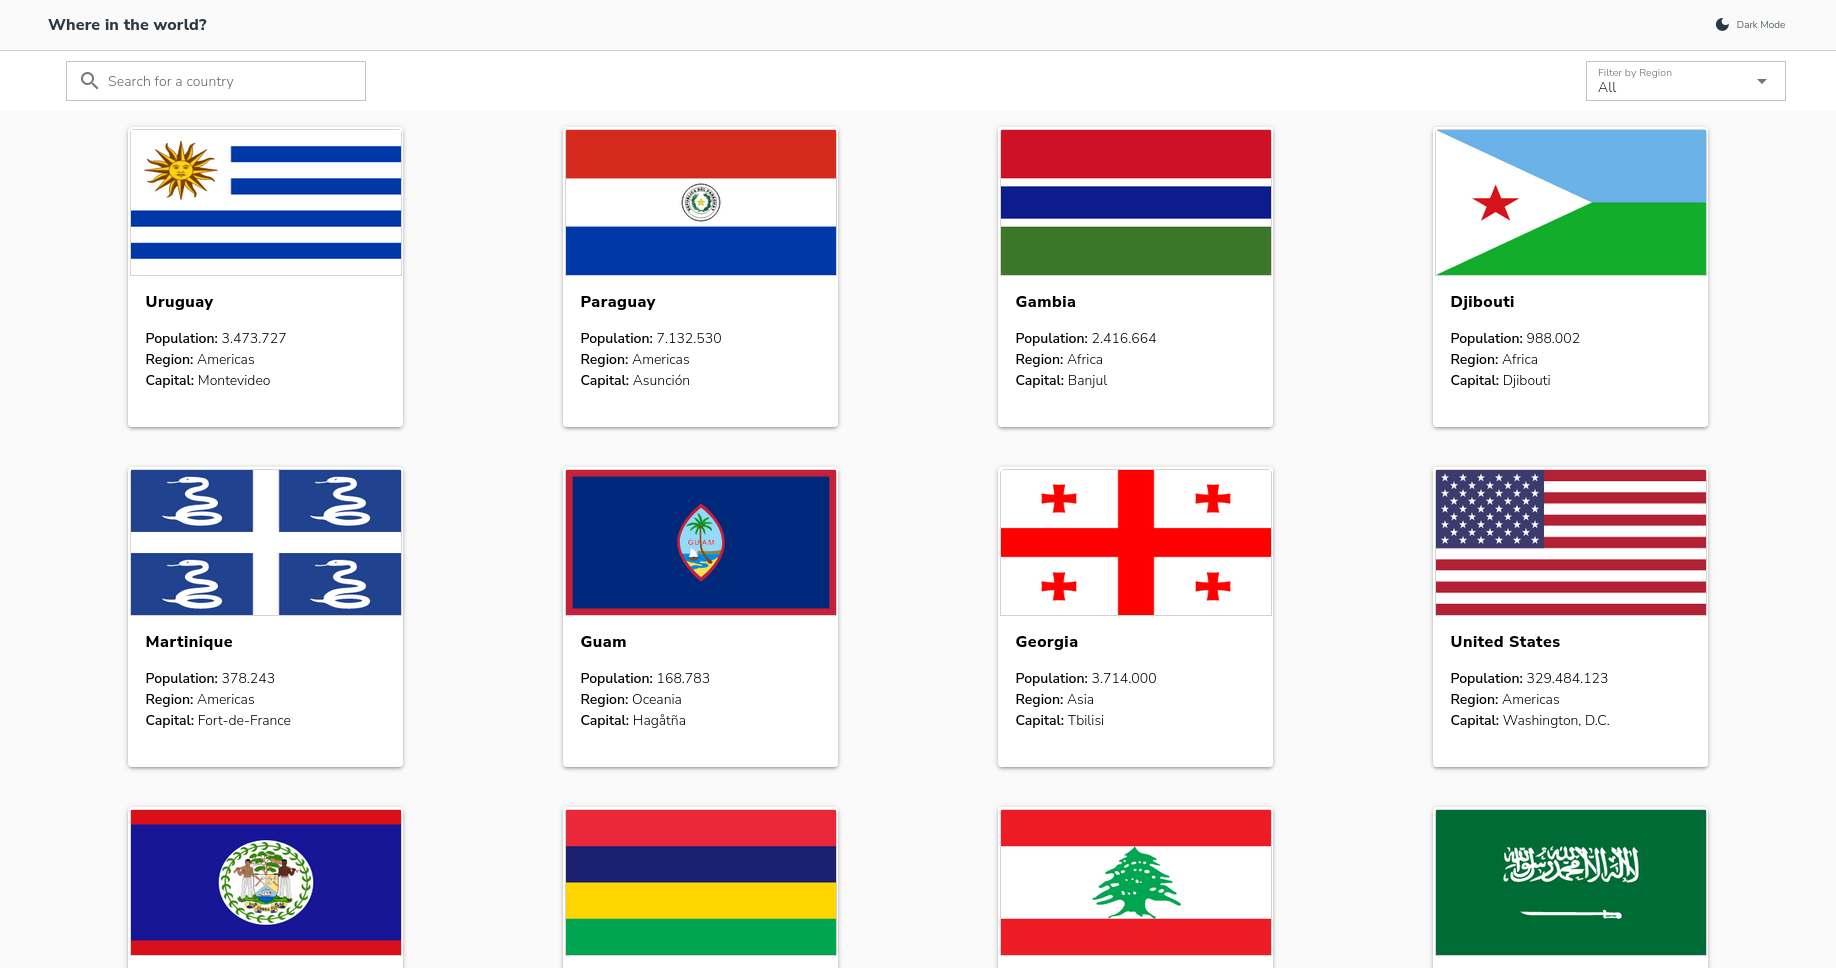 Where in the world?
Dark Mode
Search for a country
Filter by Region
All
Uruguay
Population: 3.473.727
Region: Americas
Capital: Montevideo
Paraguay
Population: 7.132.530
Region: Americas
Capital: Asunción
Gambia
Population: 2.416.664
Region: Africa
Capital: Banjul
Djibouti
Population: 988.002
Region: Africa
Capital: Djibouti
Martinique
Population: 378.243
Region: Americas
Capital: Fort-de-France
GUAM
Guam
Population: 168.783
Region: Oceania
Capital: Hagåtña
Georgia
Population: 3.714.000
Region: Asia
Capital: Tbilisi
United States
Population: 329.484.123
Region: Americas
Capital: Washington, D.C.